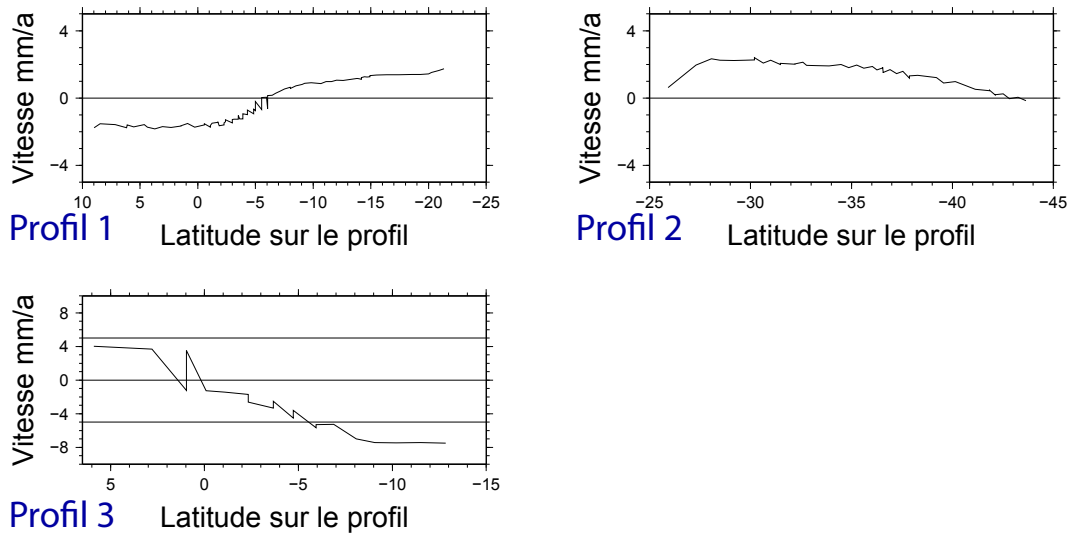 Vitesse mm/a
4
0
−4
10 5 0 −5 −10 −15 −20 −25
Profil 1 Latitude sur le profil
Vitesse mm/a
4
0
−4
−25 −30 −35 −40 −45
Profil 2 Latitude sur le profil
Vitesse mm/a
8
4
0
−4
−8
5 0 −5 −10 −15
Profil 3 Latitude sur le profil